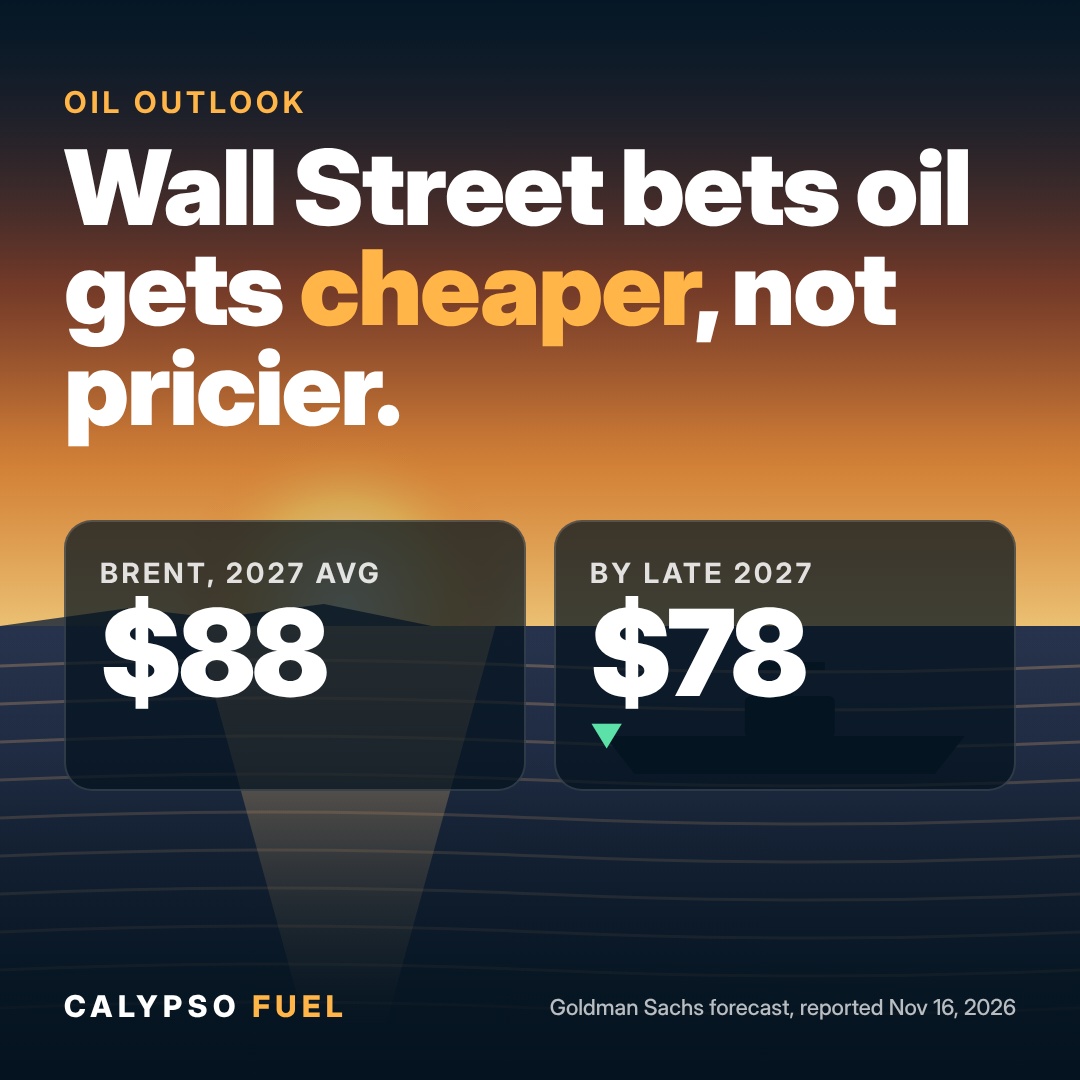 OIL OUTLOOK
Wall Street bets oil
gets cheaper, not
pricier.
BRENT, 2027 AVG
$88
BY LATE 2027
$78
CALYPSO FUEL
Goldman Sachs forecast, reported Nov 16, 2026